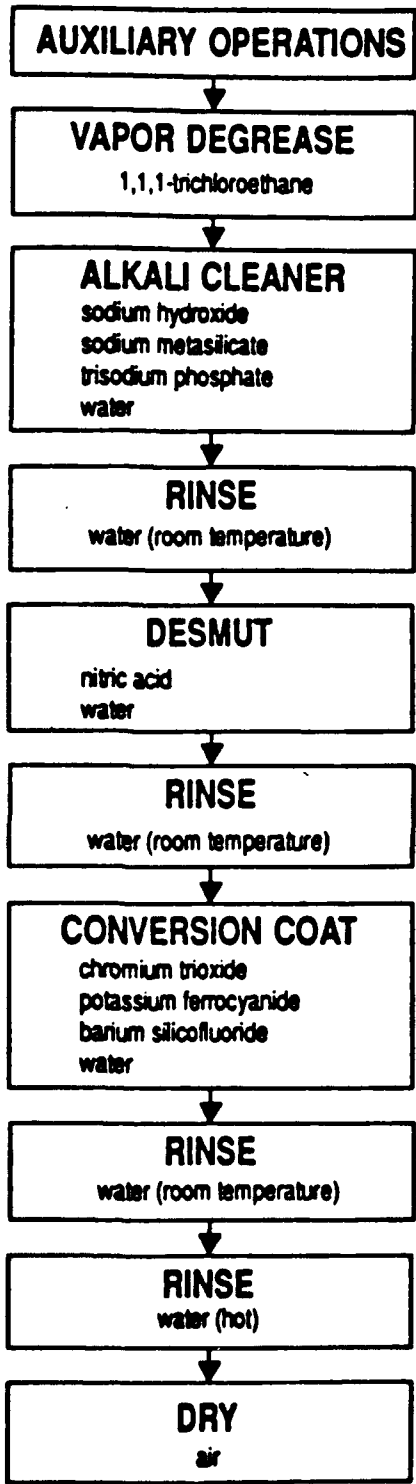 AUXILIARY OPERATIONS
VAPOR DEGREASE
1,1,1-trichloroethane
ALKALI CLEANER
sodium hydroxide
sodium metasilicate
trisodium phosphate
water
RINSE
water (room temperature)
DESMUT
nitric acid
water
RINSE
water (room temperature)
CONVERSION COAT
chromium trioxide
potassium ferrocyanide
barium silicofluoride
water
RINSE
water (room temperature)
RINSE
water (hot)
DRY
air